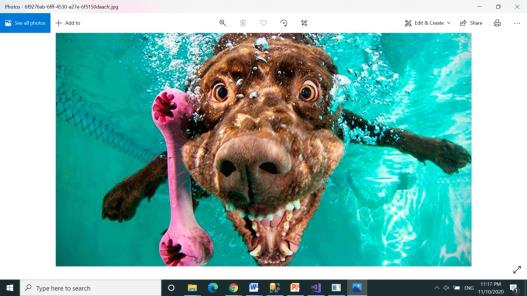 Photos - 6f9276ab-6fff-4530-a27e-6f5150daacfc.jpg
See all photos
Add to
Edit & Create
Share
Type here to search
ENG
11:17 PM
11/10/2020